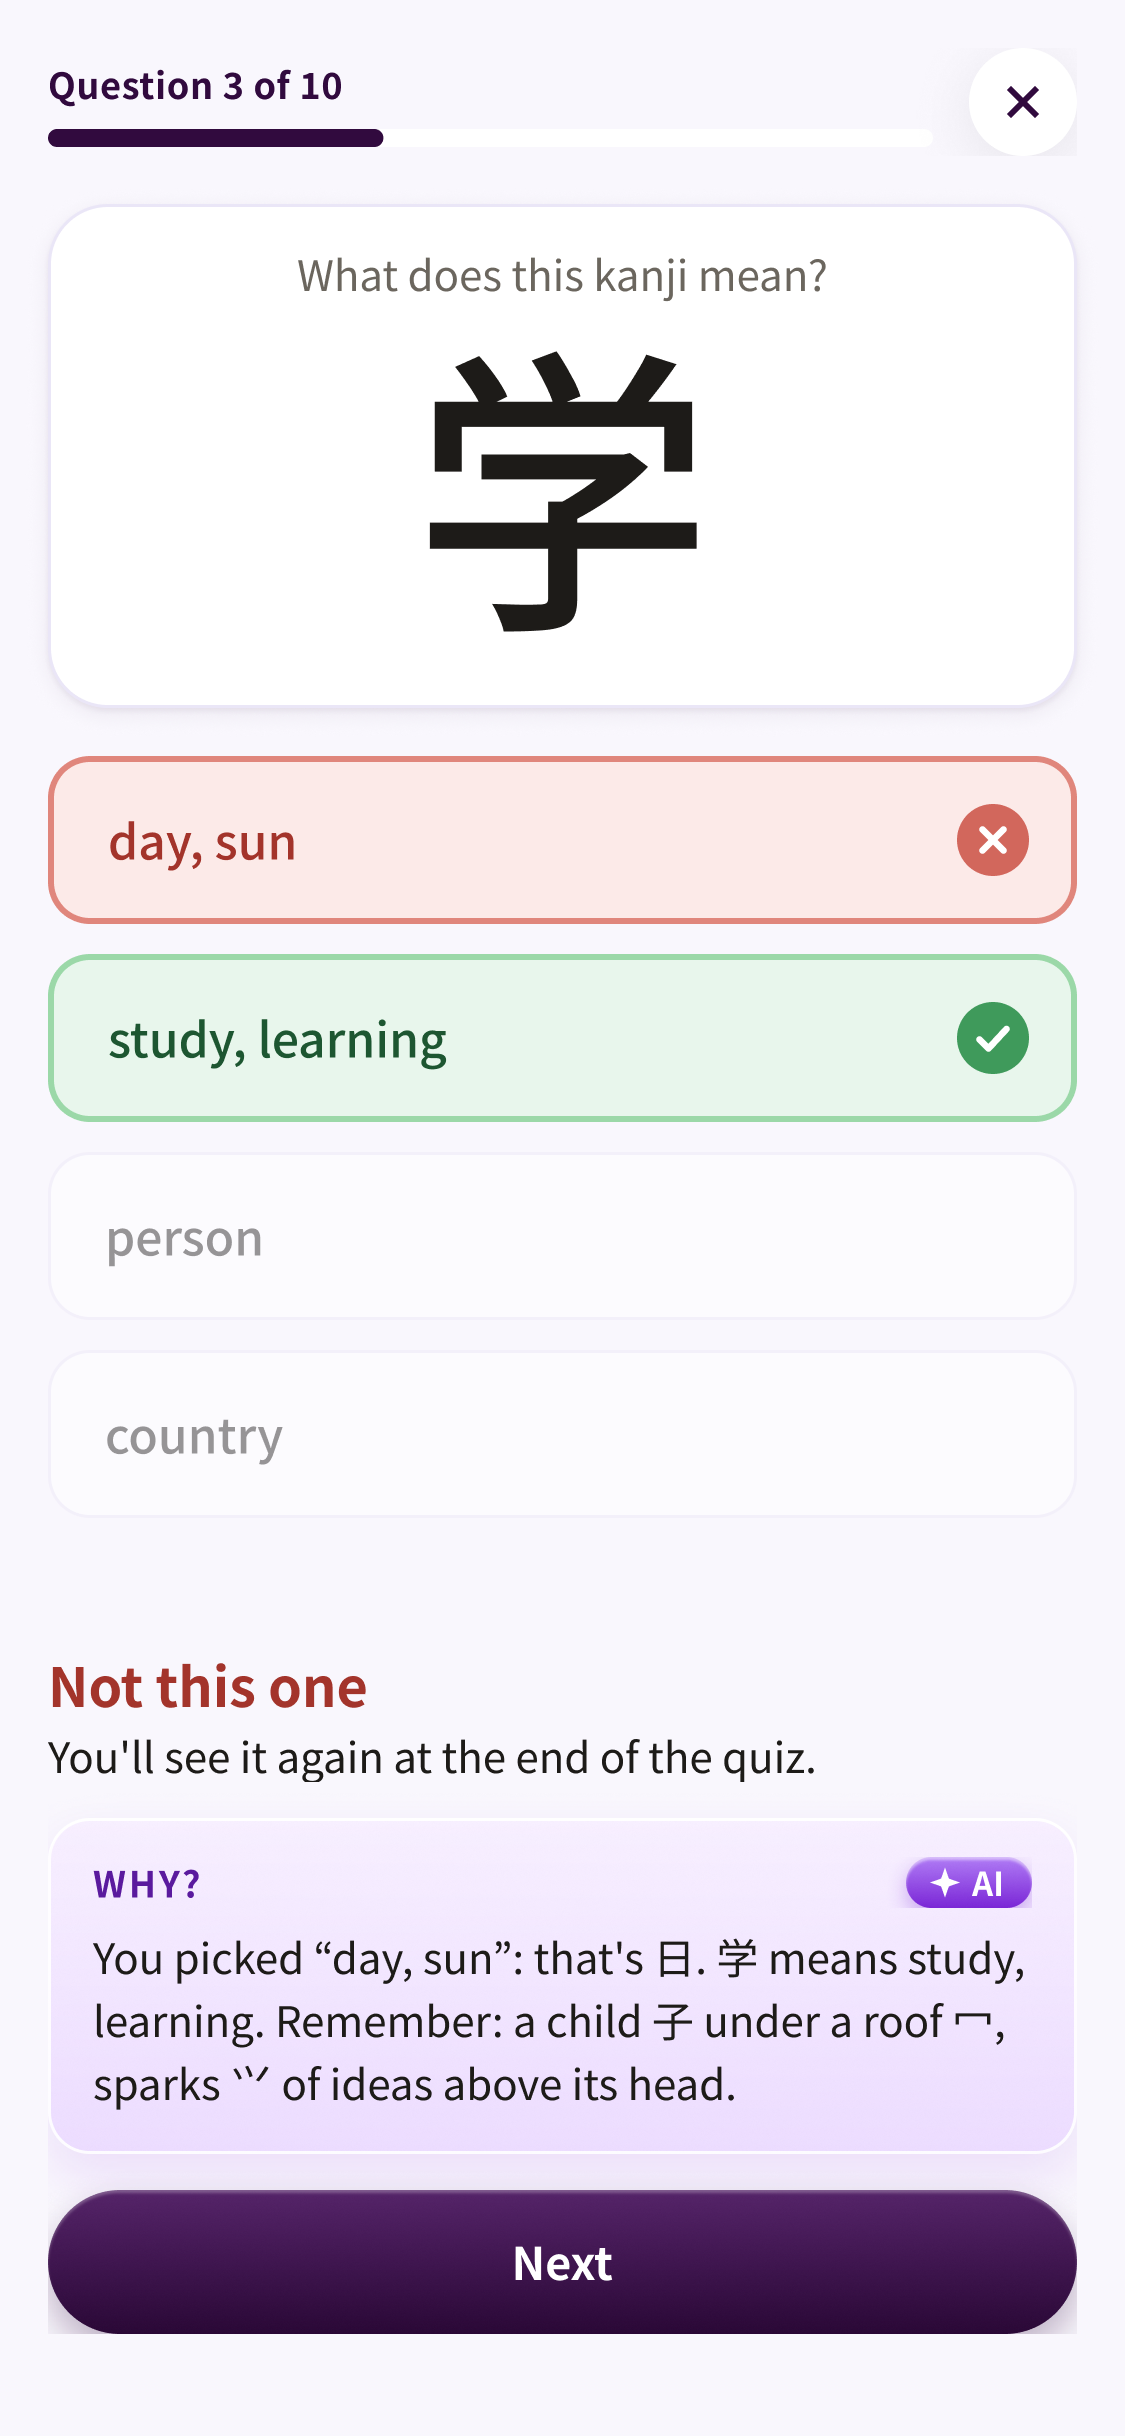 Question 3 of 10
What does this kanji mean?
学
day, sun
study, learning
person
country
Not this one
You'll see it again at the end of the quiz.
WHY?
AI
You picked “day, sun”: that's 日. 学 means study,
learning. Remember: a child 子 under a roof 冖,
sparks ⺍ of ideas above its head.
Next